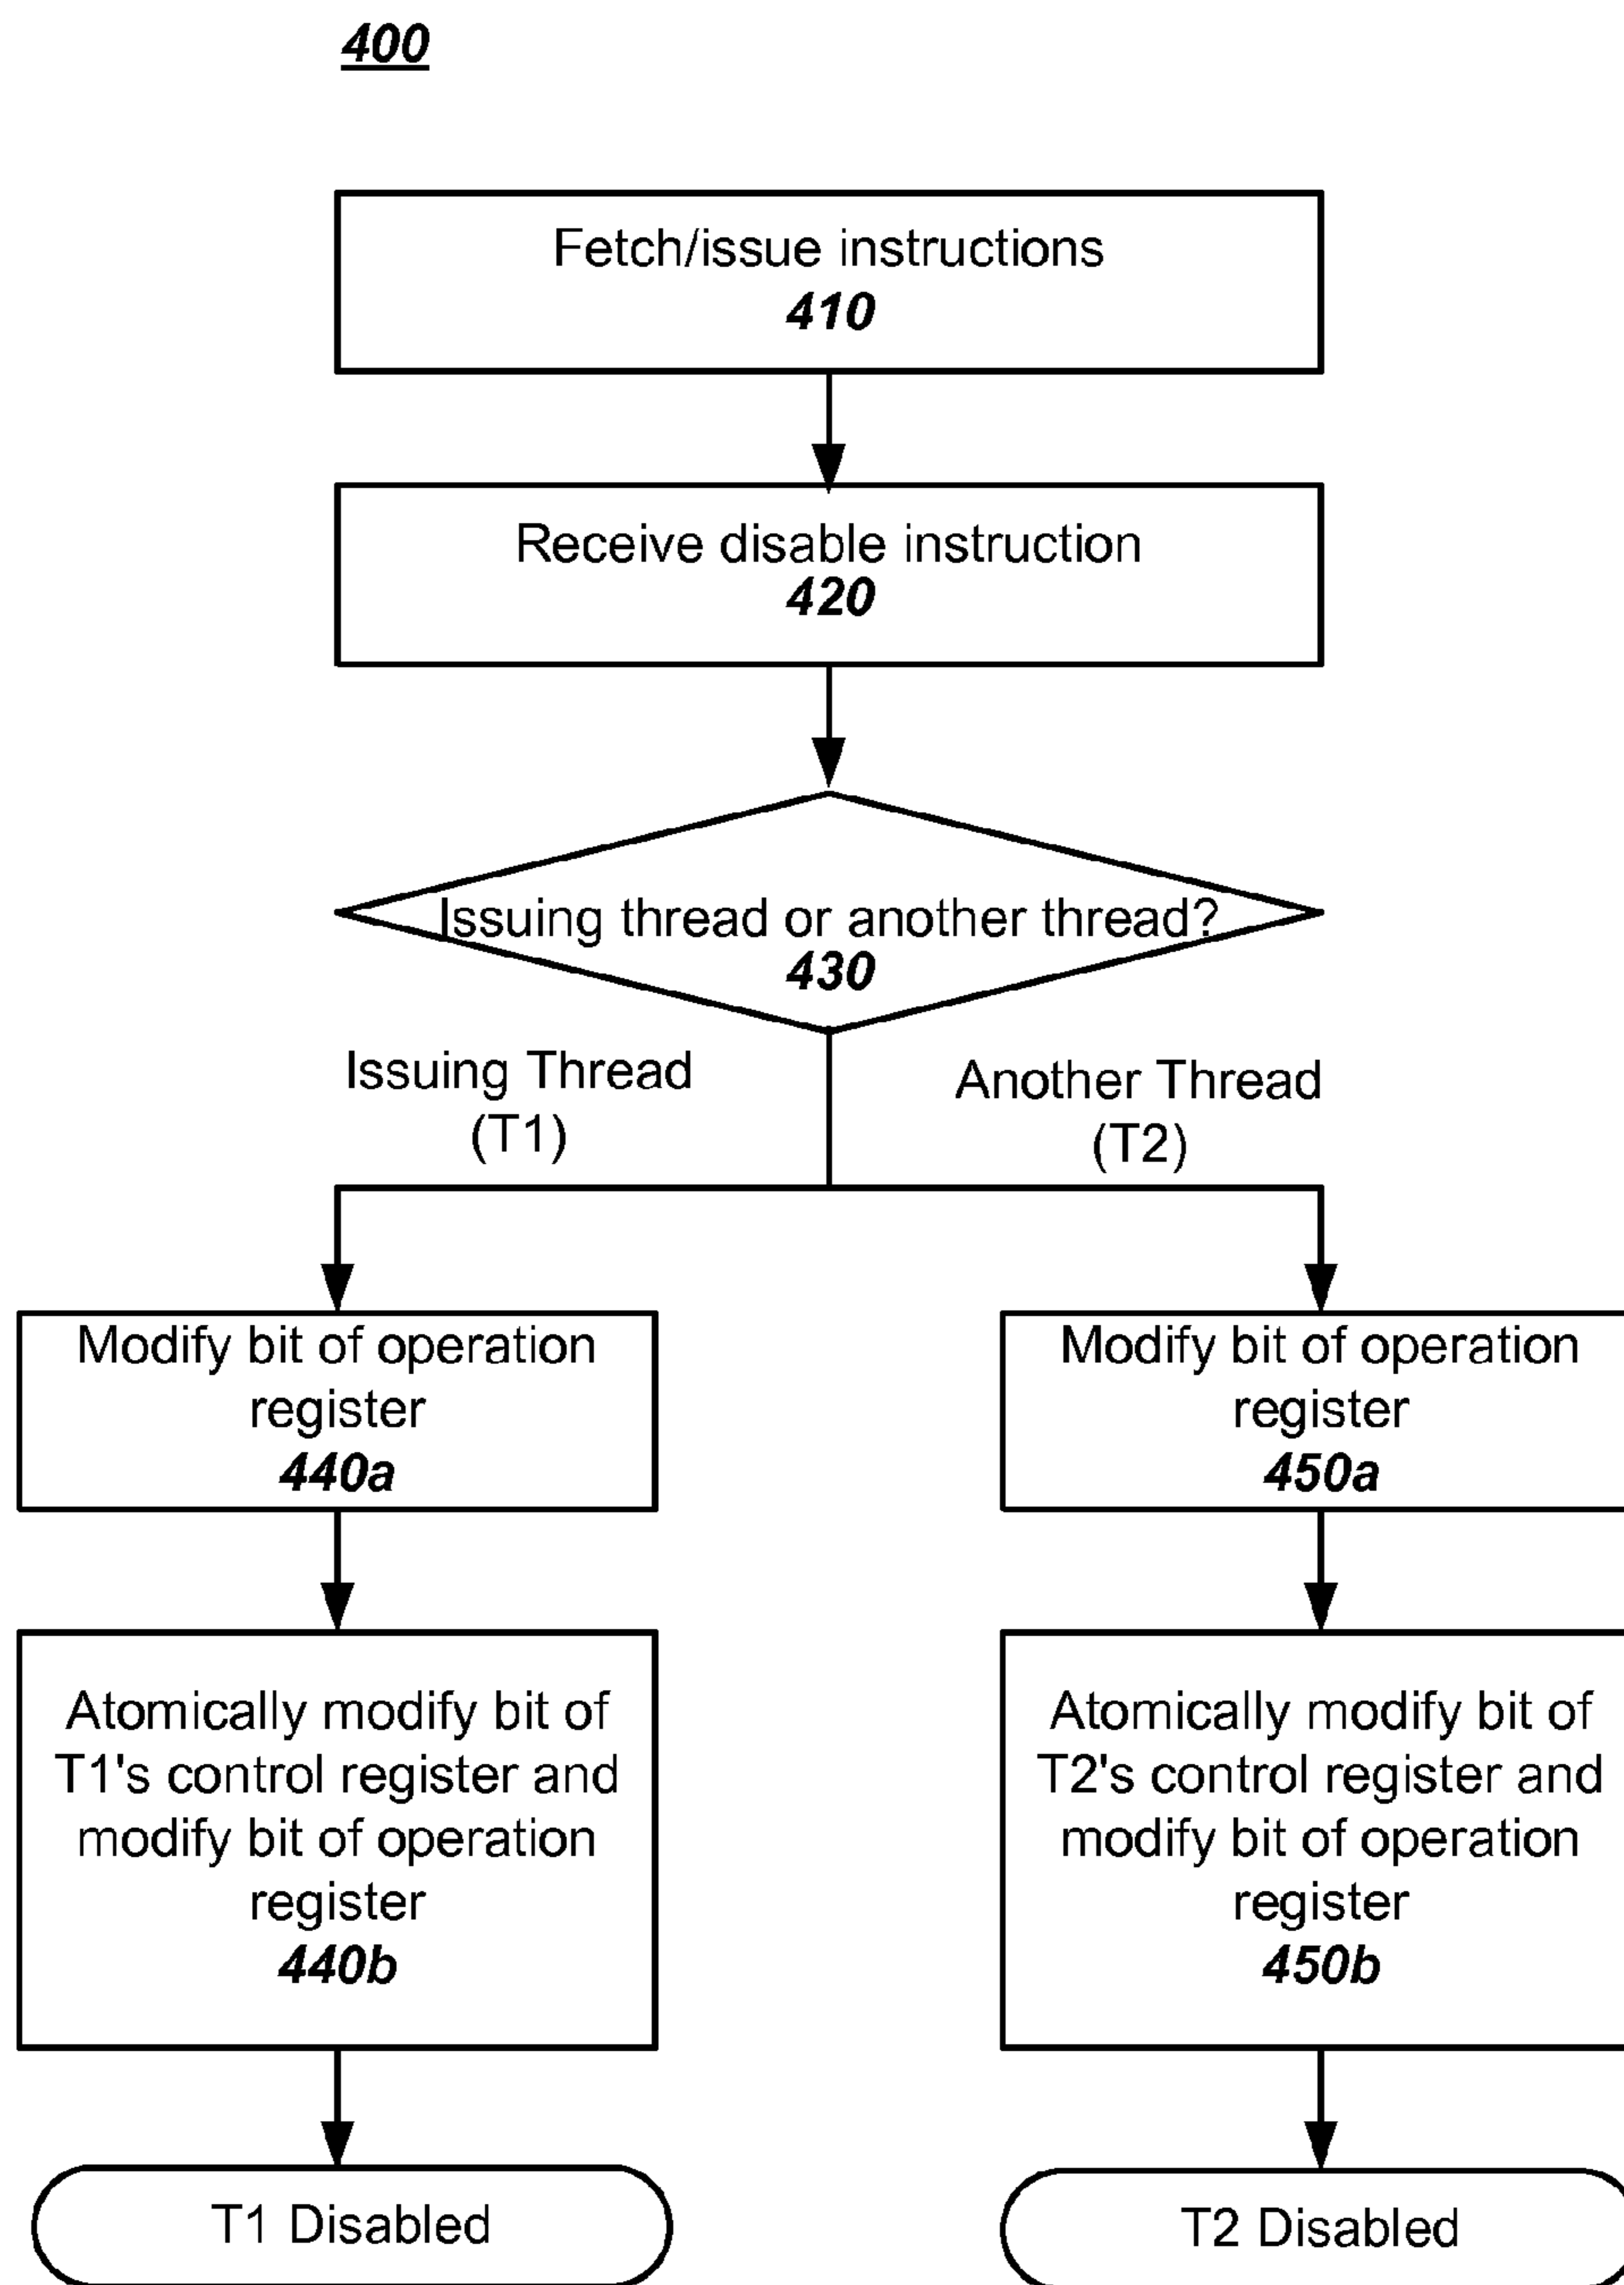 400
Fetch/issue instructions
410
Receive disable instruction
420
Issuing thread or another thread?
430
Issuing Thread
(T1)
Another Thread
(T2)
Modify bit of operation
register
440a
Modify bit of operation
register
450a
Atomically modify bit of
T1's control register and
modify bit of operation
register
440b
Atomically modify bit of
T2's control register and
modify bit of operation
register
450b
T1 Disabled
T2 Disabled